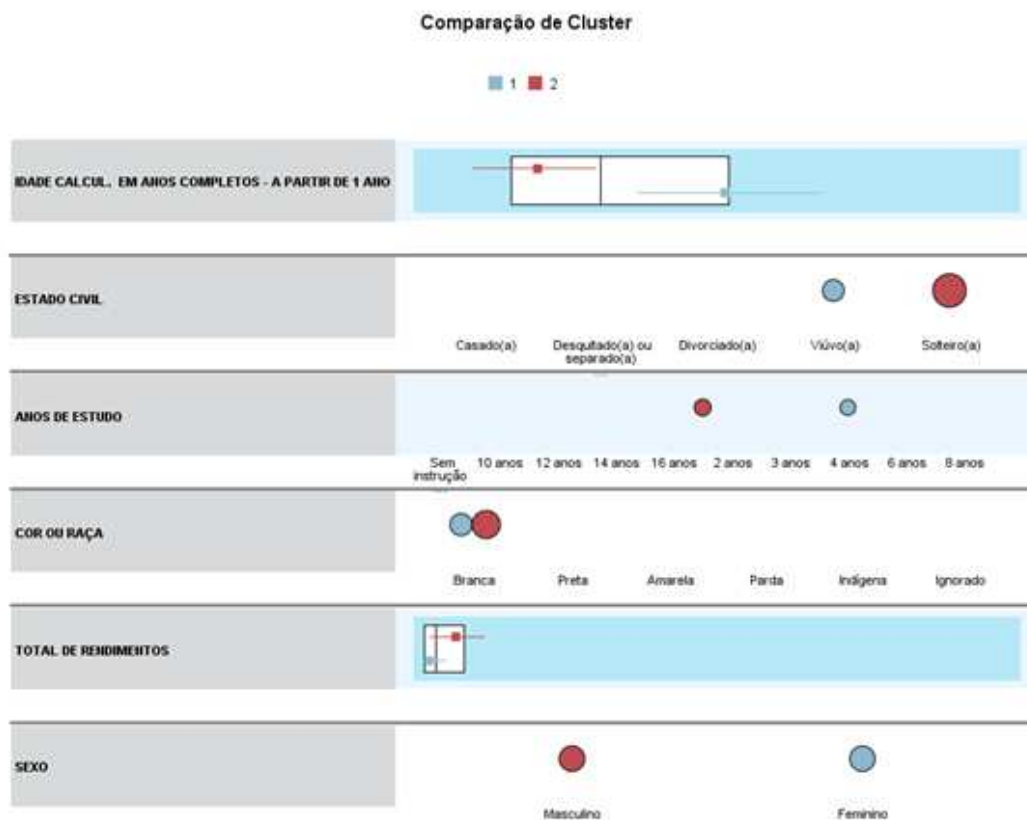 Comparação de Cluster
1 2
IDADE CALCUL. EM ANOS COMPLETOS - A PARTIR DE 1 ANO
ESTADO CIVIL
Casado(a) Desquitado(a) ou separado(a) Divorciado(a) Viúvo(a) Solteiro(a)
ANOS DE ESTUDO
Sem instrução 10 anos 12 anos 14 anos 16 anos 2 anos 3 anos 4 anos 6 anos 8 anos
COR OU RAÇA
Branca Preta Amarela Parda Indígena Ignorado
TOTAL DE RENDIMENTOS
SEXO
Masculino Feminino